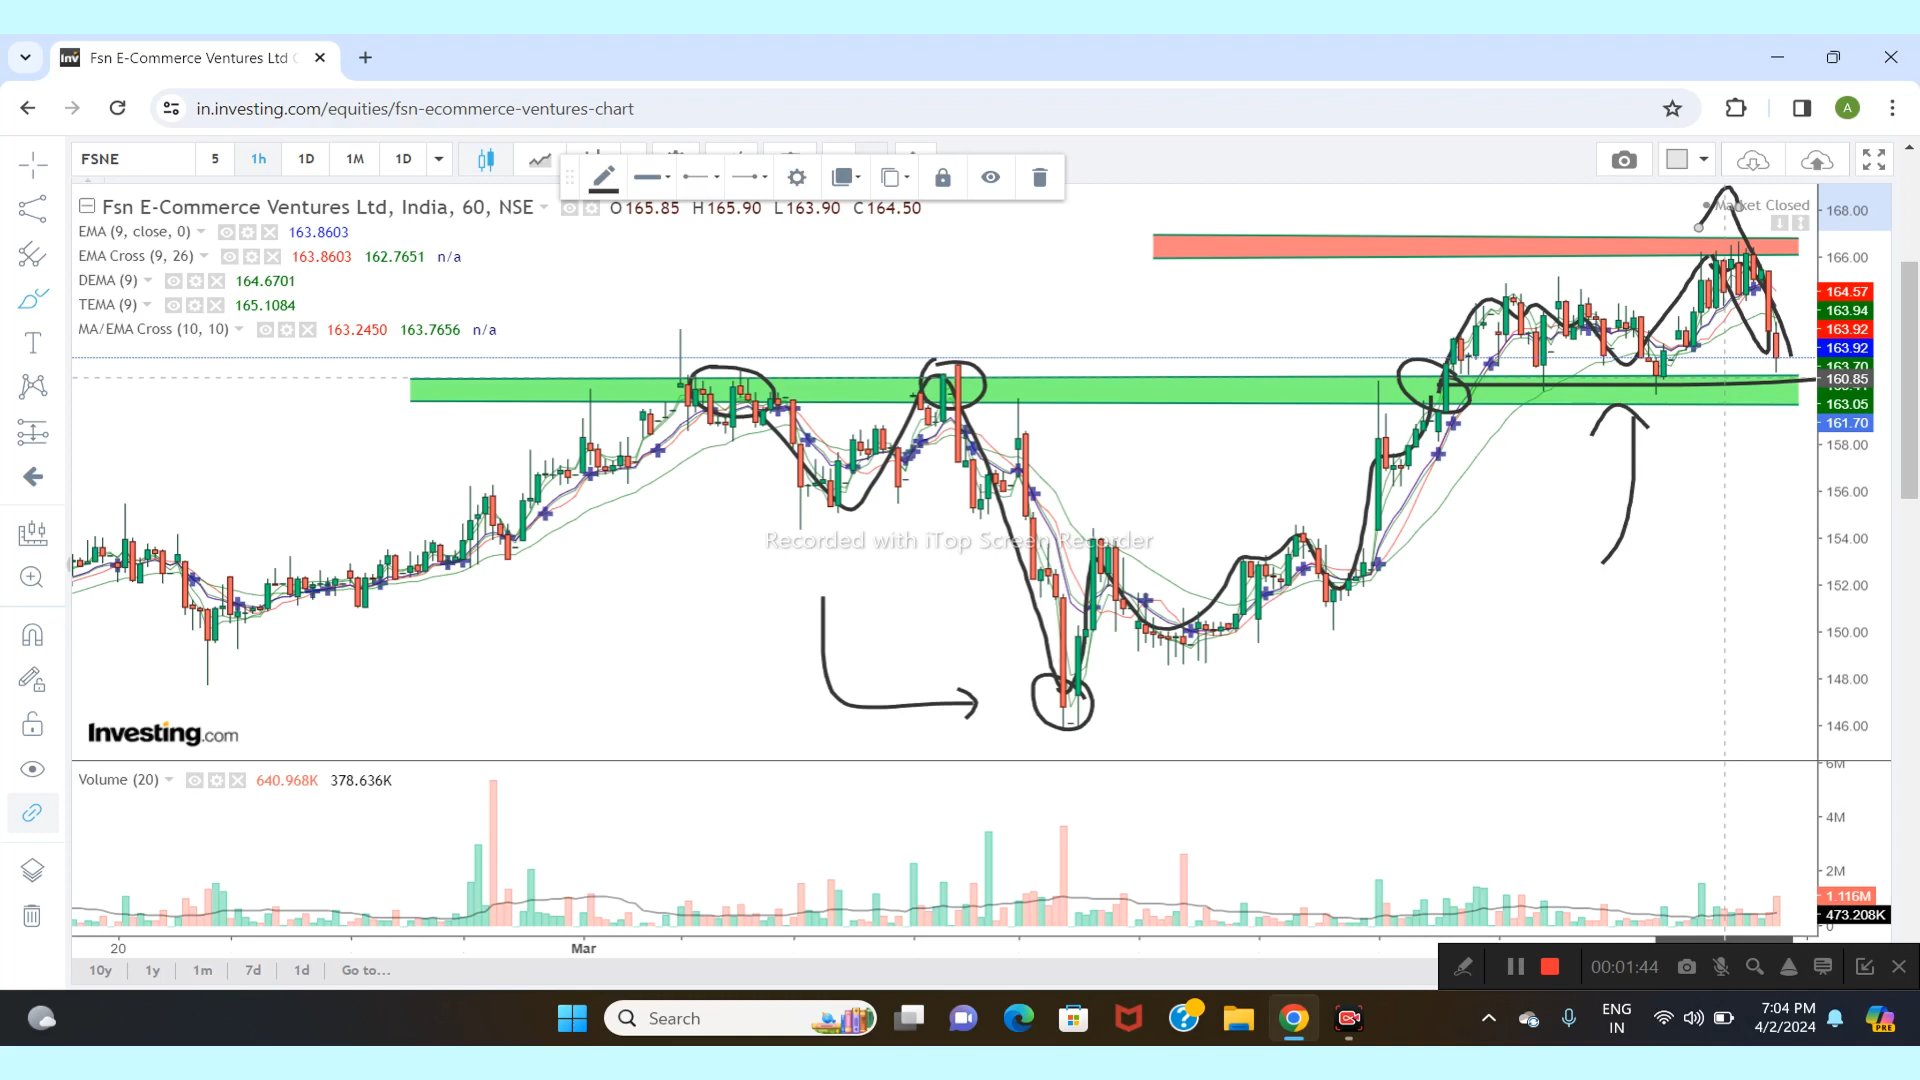 Fsn E-Commerce Ventures Ltd C
in.investing.com/equities/fsn-ecommerce-ventures-chart
A
FSNE 5 1h 1D 1M 1D
Fsn E-Commerce Ventures Ltd, India, 60, NSE O165.85 H165.90 L163.90 C164.50
Market Closed
EMA (9, close, 0) 163.8603
EMA Cross (9, 26) 163.8603 162.7651 n/a
DEMA (9) 164.6701
TEMA (9) 165.1084
MA/EMA Cross (10, 10) 163.2450 163.7656 n/a
168.00
166.00
164.57
163.94
163.92
163.92
163.70
160.85
163.05
161.70
158.00
156.00
154.00
152.00
150.00
148.00
146.00
Recorded with iTop Screen Recorder
Investing.com
Volume (20) 640.968K 378.636K
6M
4M
2M
1.116M
473.208K
0
20 Mar
10y 1y 1m 7d 1d Go to...
00:01:44
Search
ENG
IN
7:04 PM
4/2/2024
PRE